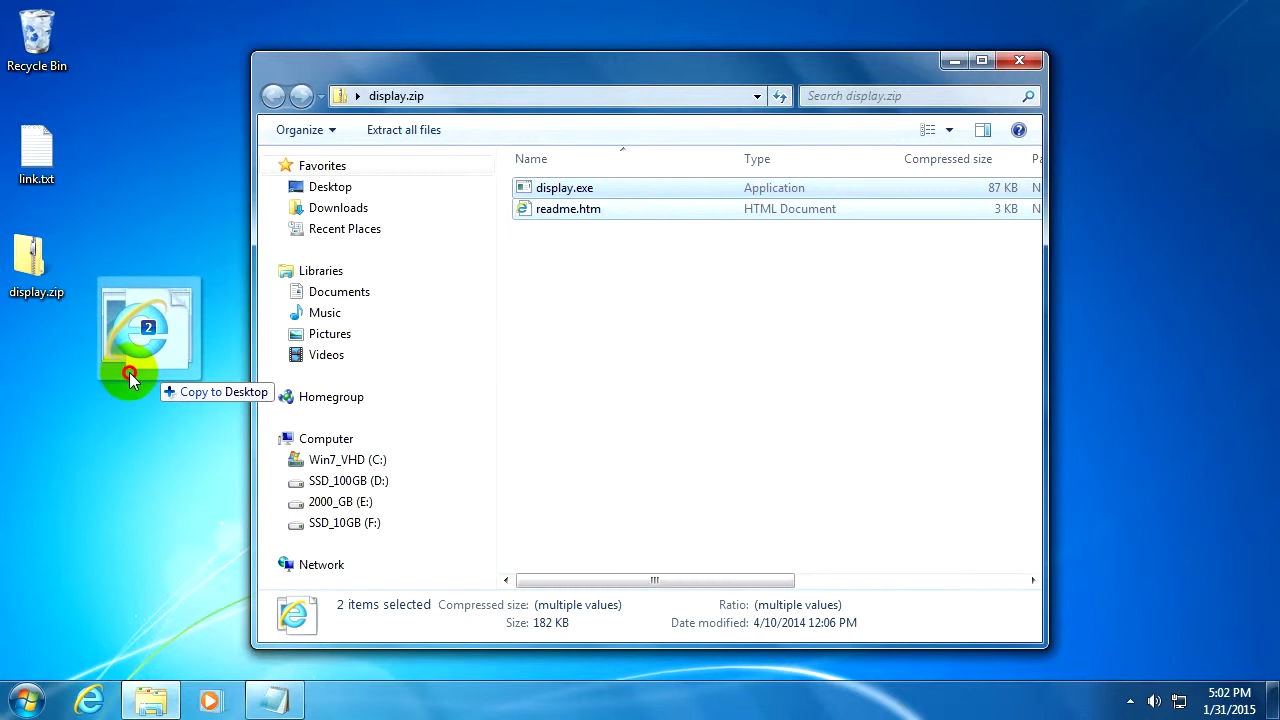 Recycle Bin
link.txt
display.zip
2
Copy to Desktop
display.zip
Search display.zip
Organize
Extract all files
Favorites
Desktop
Downloads
Recent Places
Libraries
Documents
Music
Pictures
Videos
Homegroup
Computer
Win7_VHD (C:)
SSD_100GB (D:)
2000_GB (E:)
SSD_10GB (F:)
Network
Name Type Compressed size P
display.exe Application 87 KB N
readme.htm HTML Document 3 KB N
2 items selected Compressed size: (multiple values) Ratio: (multiple values)
Size: 182 KB Date modified: 4/10/2014 12:06 PM
5:02 PM
1/31/2015